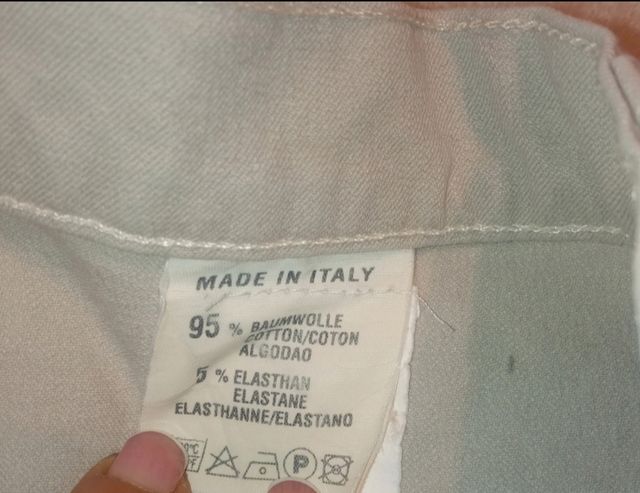 MADE IN ITALY
95 % BAUMWOLLE
COTTON/COTON
ALGODAO
5 % ELASTHAN
ELASTANE
ELASTHANNE/ELASTANO
P